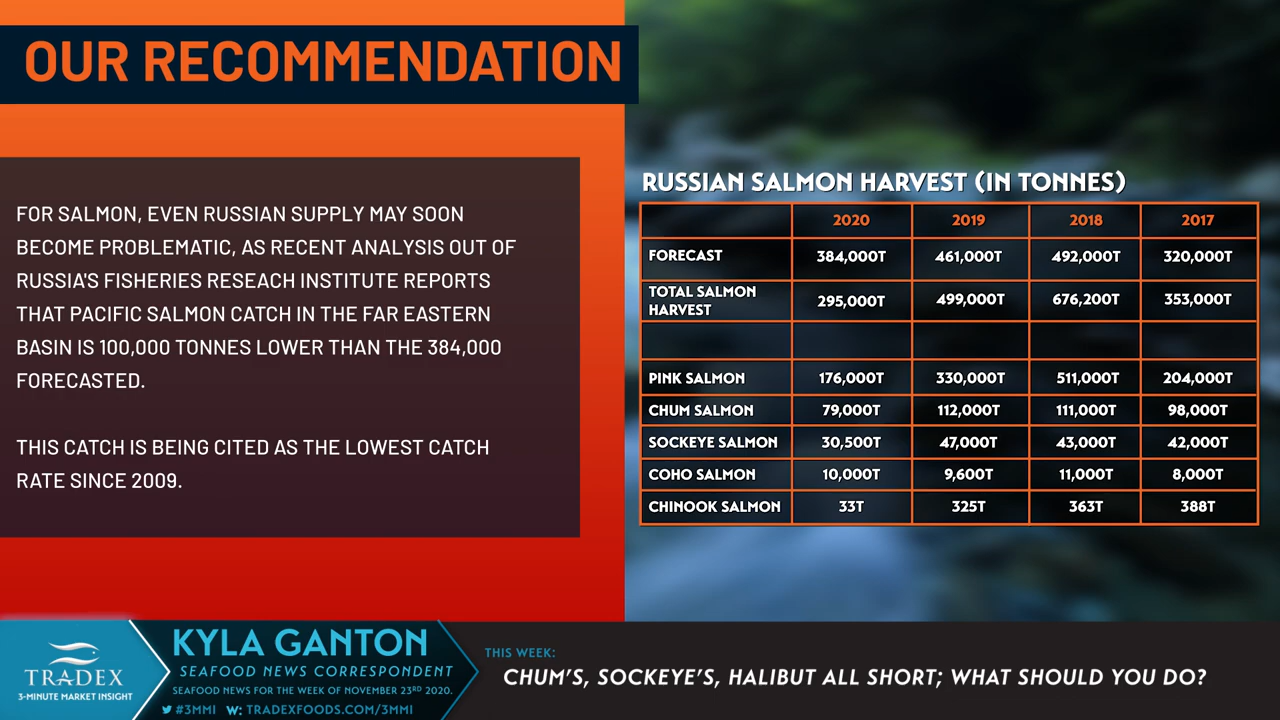 OUR RECOMMENDATION
FOR SALMON, EVEN RUSSIAN SUPPLY MAY SOON
BECOME PROBLEMATIC, AS RECENT ANALYSIS OUT OF
RUSSIA'S FISHERIES RESEACH INSTITUTE REPORTS
THAT PACIFIC SALMON CATCH IN THE FAR EASTERN
BASIN IS 100,000 TONNES LOWER THAN THE 384,000
FORECASTED.
THIS CATCH IS BEING CITED AS THE LOWEST CATCH
RATE SINCE 2009.
RUSSIAN SALMON HARVEST (IN TONNES)
2020 2019 2018 2017
FORECAST 384,000T 461,000T 492,000T 320,000T
TOTAL SALMON
HARVEST 295,000T 499,000T 676,200T 353,000T
PINK SALMON 176,000T 330,000T 511,000T 204,000T
CHUM SALMON 79,000T 112,000T 111,000T 98,000T
SOCKEYE SALMON 30,500T 47,000T 43,000T 42,000T
COHO SALMON 10,000T 9,600T 11,000T 8,000T
CHINOOK SALMON 33T 325T 363T 388T
TRADEX
3-MINUTE MARKET INSIGHT
KYLA GANTON
SEAFOOD NEWS CORRESPONDENT
SEAFOOD NEWS FOR THE WEEK OF NOVEMBER 23RD 2020.
#3MMI W: TRADEXFOODS.COM/3MMI
THIS WEEK:
CHUM'S, SOCKEYE'S, HALIBUT ALL SHORT; WHAT SHOULD YOU DO?